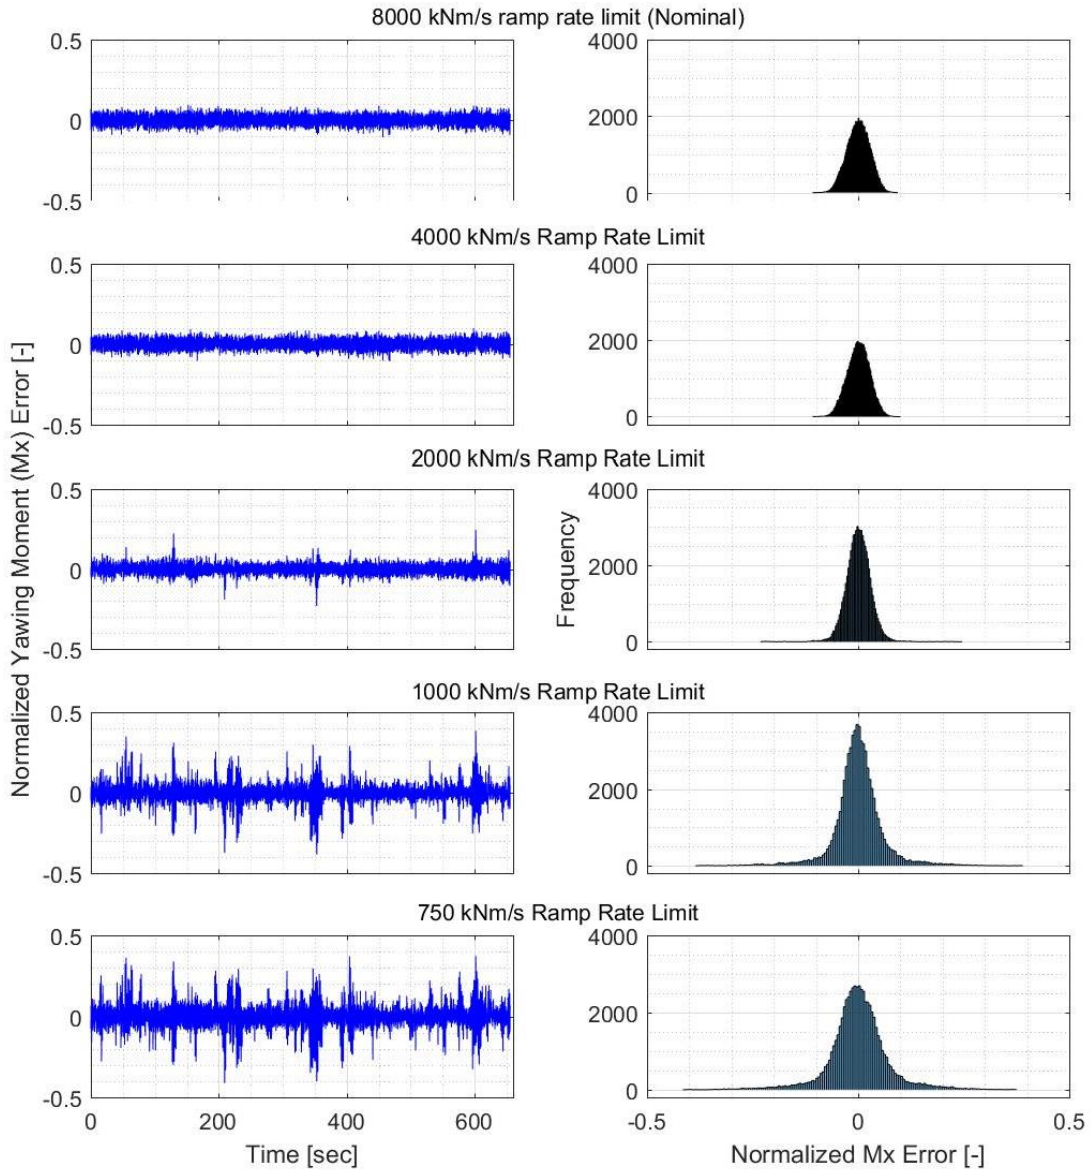 8000 kNm/s ramp rate limit (Nominal)
0.5
0
-0.5
4000
2000
0
4000 kNm/s Ramp Rate Limit
0.5
0
-0.5
4000
2000
0
2000 kNm/s Ramp Rate Limit
0.5
0
-0.5
4000
2000
0
1000 kNm/s Ramp Rate Limit
0.5
0
-0.5
4000
2000
0
750 kNm/s Ramp Rate Limit
0.5
0
-0.5
4000
2000
0
0 200 400 600
-0.5 0 0.5
Time [sec]
Normalized Mx Error [-]
Normalized Yawing Moment (Mx) Error [-]
Frequency